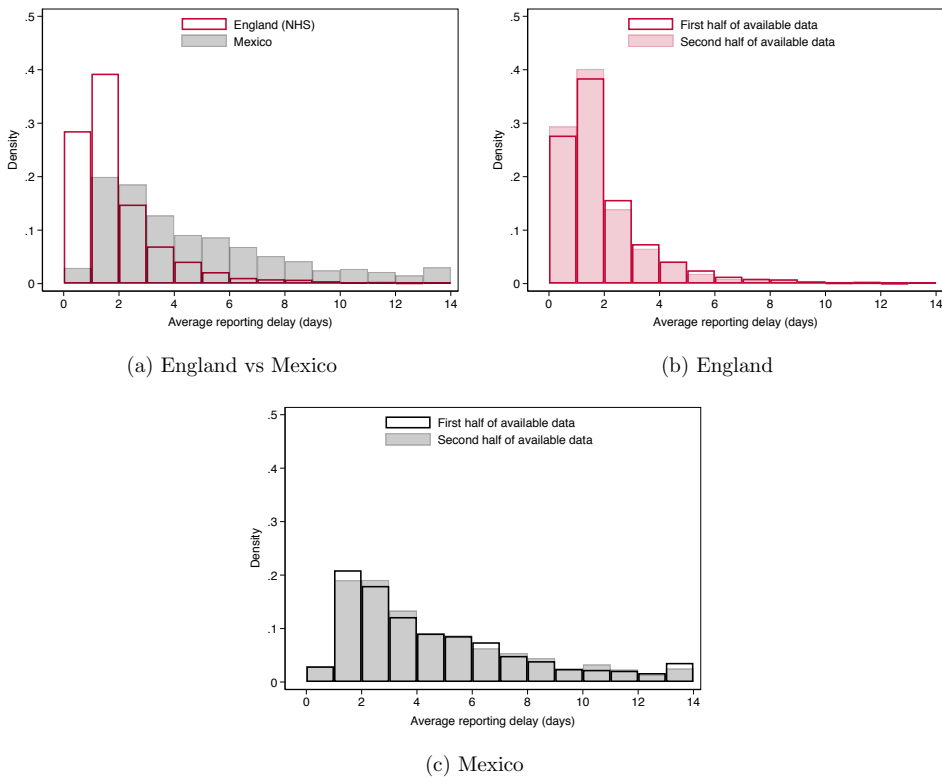 England (NHS)
Mexico
.5
.4
.3
.2
.1
0
Density
0 2 4 6 8 10 12 14
Average reporting delay (days)
(a) England vs Mexico
First half of available data
Second half of available data
.5
.4
.3
.2
.1
0
Density
0 2 4 6 8 10 12 14
Average reporting delay (days)
(b) England
First half of available data
Second half of available data
.5
.4
.3
.2
.1
0
Density
0 2 4 6 8 10 12 14
Average reporting delay (days)
(c) Mexico